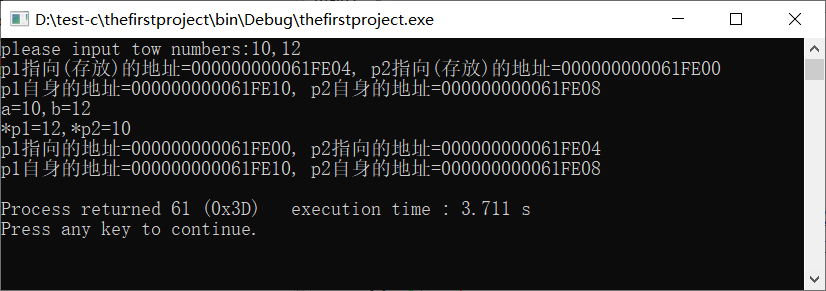 D:\test-c\thefirstproject\bin\Debug\thefirstproject.exe
please input tow numbers:10,12
p1指向(存放)的地址=000000000061FE04, p2指向(存放)的地址=000000000061FE00
p1自身的地址=000000000061FE10, p2自身的地址=000000000061FE08
a=10,b=12
*p1=12,*p2=10
p1指向的地址=000000000061FE00, p2指向的地址=000000000061FE04
p1自身的地址=000000000061FE10, p2自身的地址=000000000061FE08
Process returned 61 (0x3D)   execution time : 3.711 s
Press any key to continue.